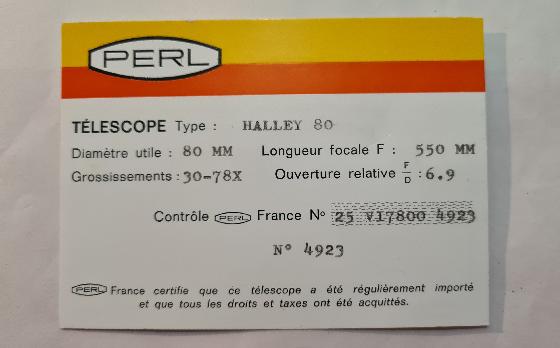 PERL
TÉLESCOPE Type : HALLEY 80
Diamètre utile : 80 MM Longueur focale F : 550 MM
Grossissements : 30-78X Ouverture relative F/D : 6.9
Contrôle PERL France N° 25 VI7800 4923
N° 4923
PERL France certifie que ce télescope a été régulièrement importé
et que tous les droits et taxes ont été acquittés.